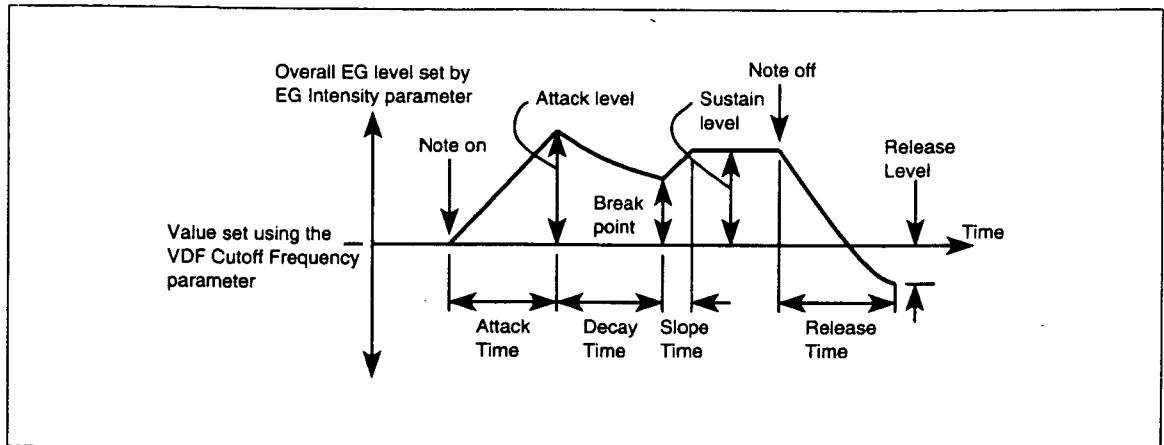 Overall EG level set by
EG Intensity parameter
Attack level
Sustain
level
Note off
Note on
Release
Level
Break
point
Value set using the
VDF Cutoff Frequency
parameter
Time
Attack
Time
Decay
Time
Slope
Time
Release
Time